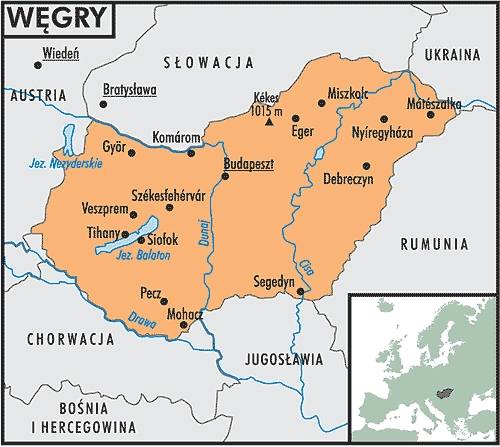 WĘGRY
Wiedeń
SŁOWACJA
UKRAINA
AUSTRIA
Bratysława
Kékes
1015 m
Miszkolc
Mátészalka
Eger
Nyíregyháza
Györ
Komárom
Jez. Nezyderskie
Budapeszt
Debreczyn
Székesfehérvár
Veszprem
Tihany
Siofok
Jez. Balaton
Dunaj
Cisa
RUMUNIA
Segedyn
Pecz
Mohacz
Drawa
CHORWACJA
JUGOSŁAWIA
BOŚNIA
I HERCEGOWINA